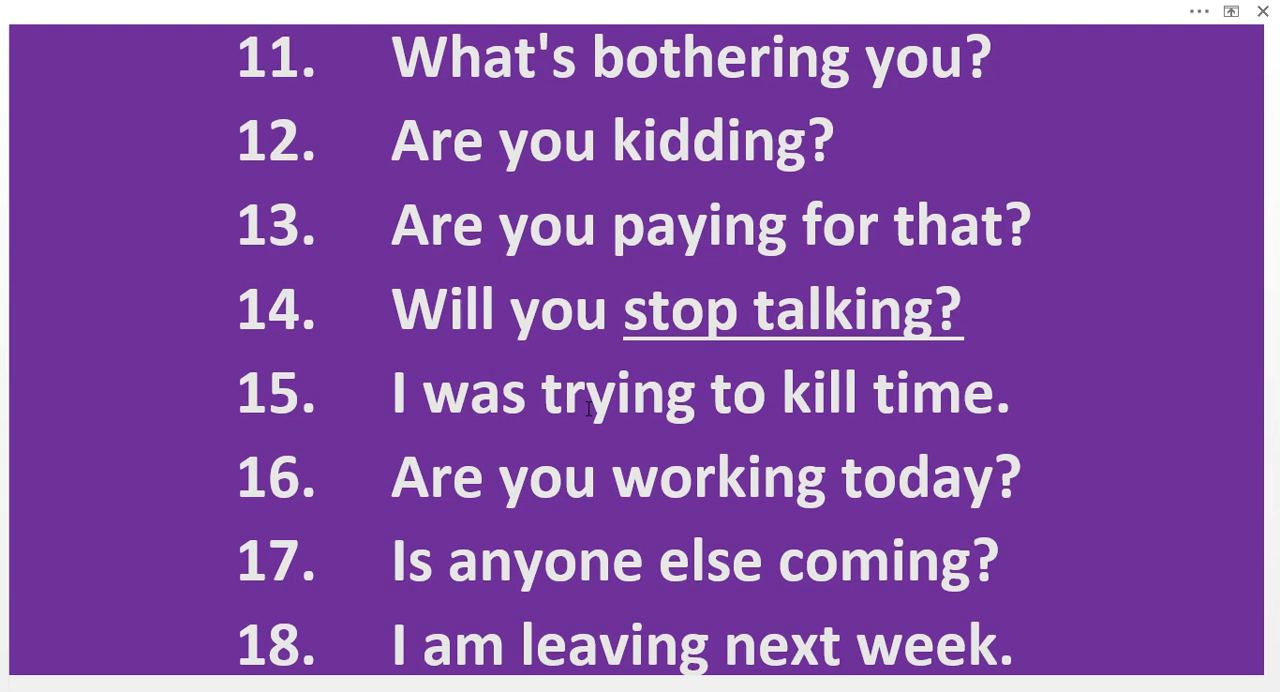 11. What's bothering you?
12. Are you kidding?
13. Are you paying for that?
14. Will you stop talking?
15. I was trying to kill time.
16. Are you working today?
17. Is anyone else coming?
18. I am leaving next week.